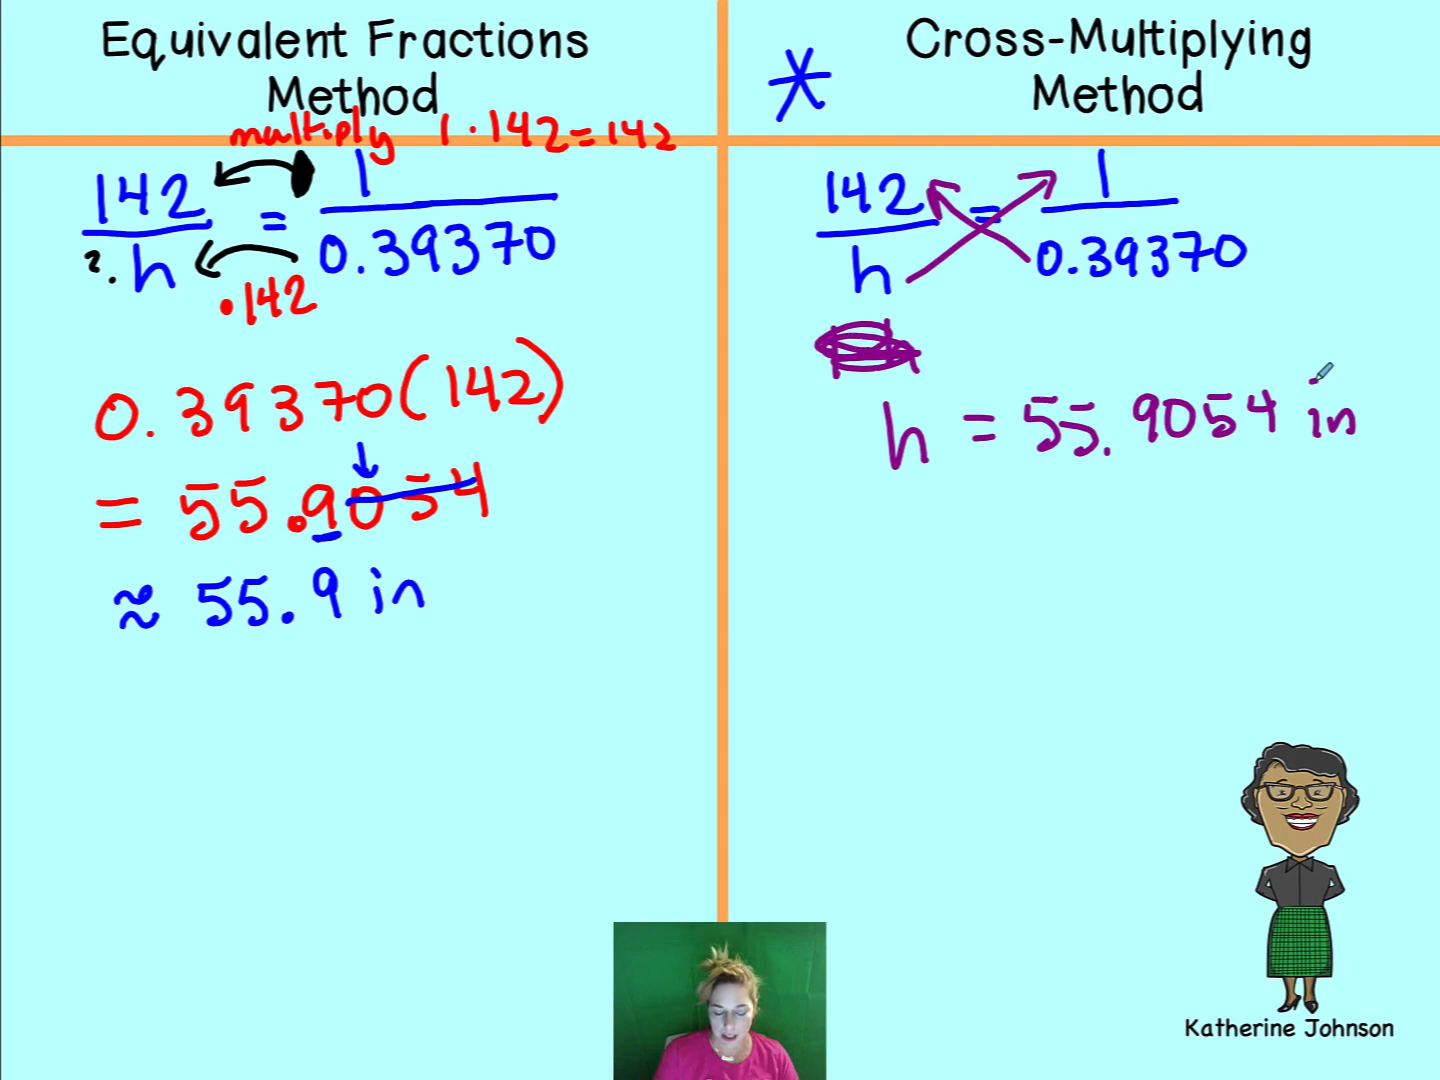 Equivalent Fractions
Method
multiply 1 · 142 = 142
142 = 1
?. h 0.39370
· 142
0.39370(142)
= 55.9054
≈ 55.9 in
* Cross-Multiplying
Method
142 = 1
h 0.39370
h = 55.9054 in
Katherine Johnson